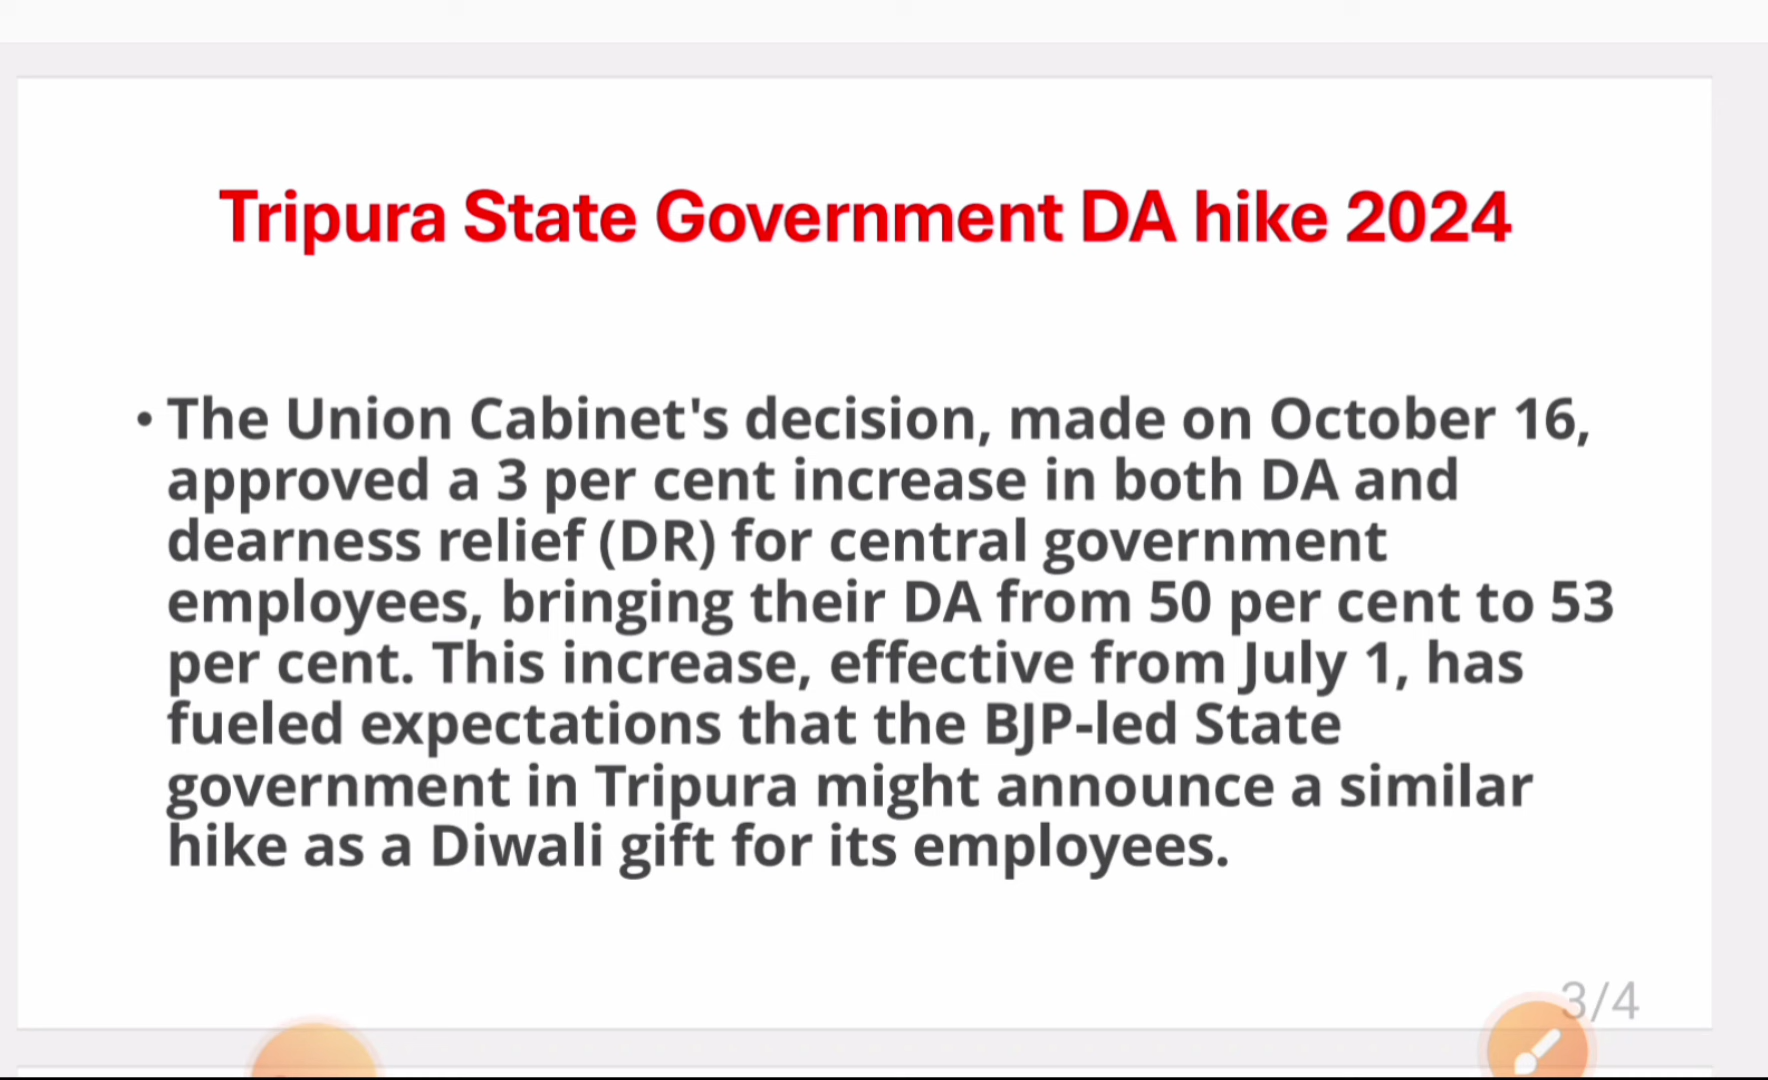 Tripura State Government DA hike 2024
• The Union Cabinet's decision, made on October 16,
approved a 3 per cent increase in both DA and
dearness relief (DR) for central government
employees, bringing their DA from 50 per cent to 53
per cent. This increase, effective from July 1, has
fueled expectations that the BJP-led State
government in Tripura might announce a similar
hike as a Diwali gift for its employees.
3/4